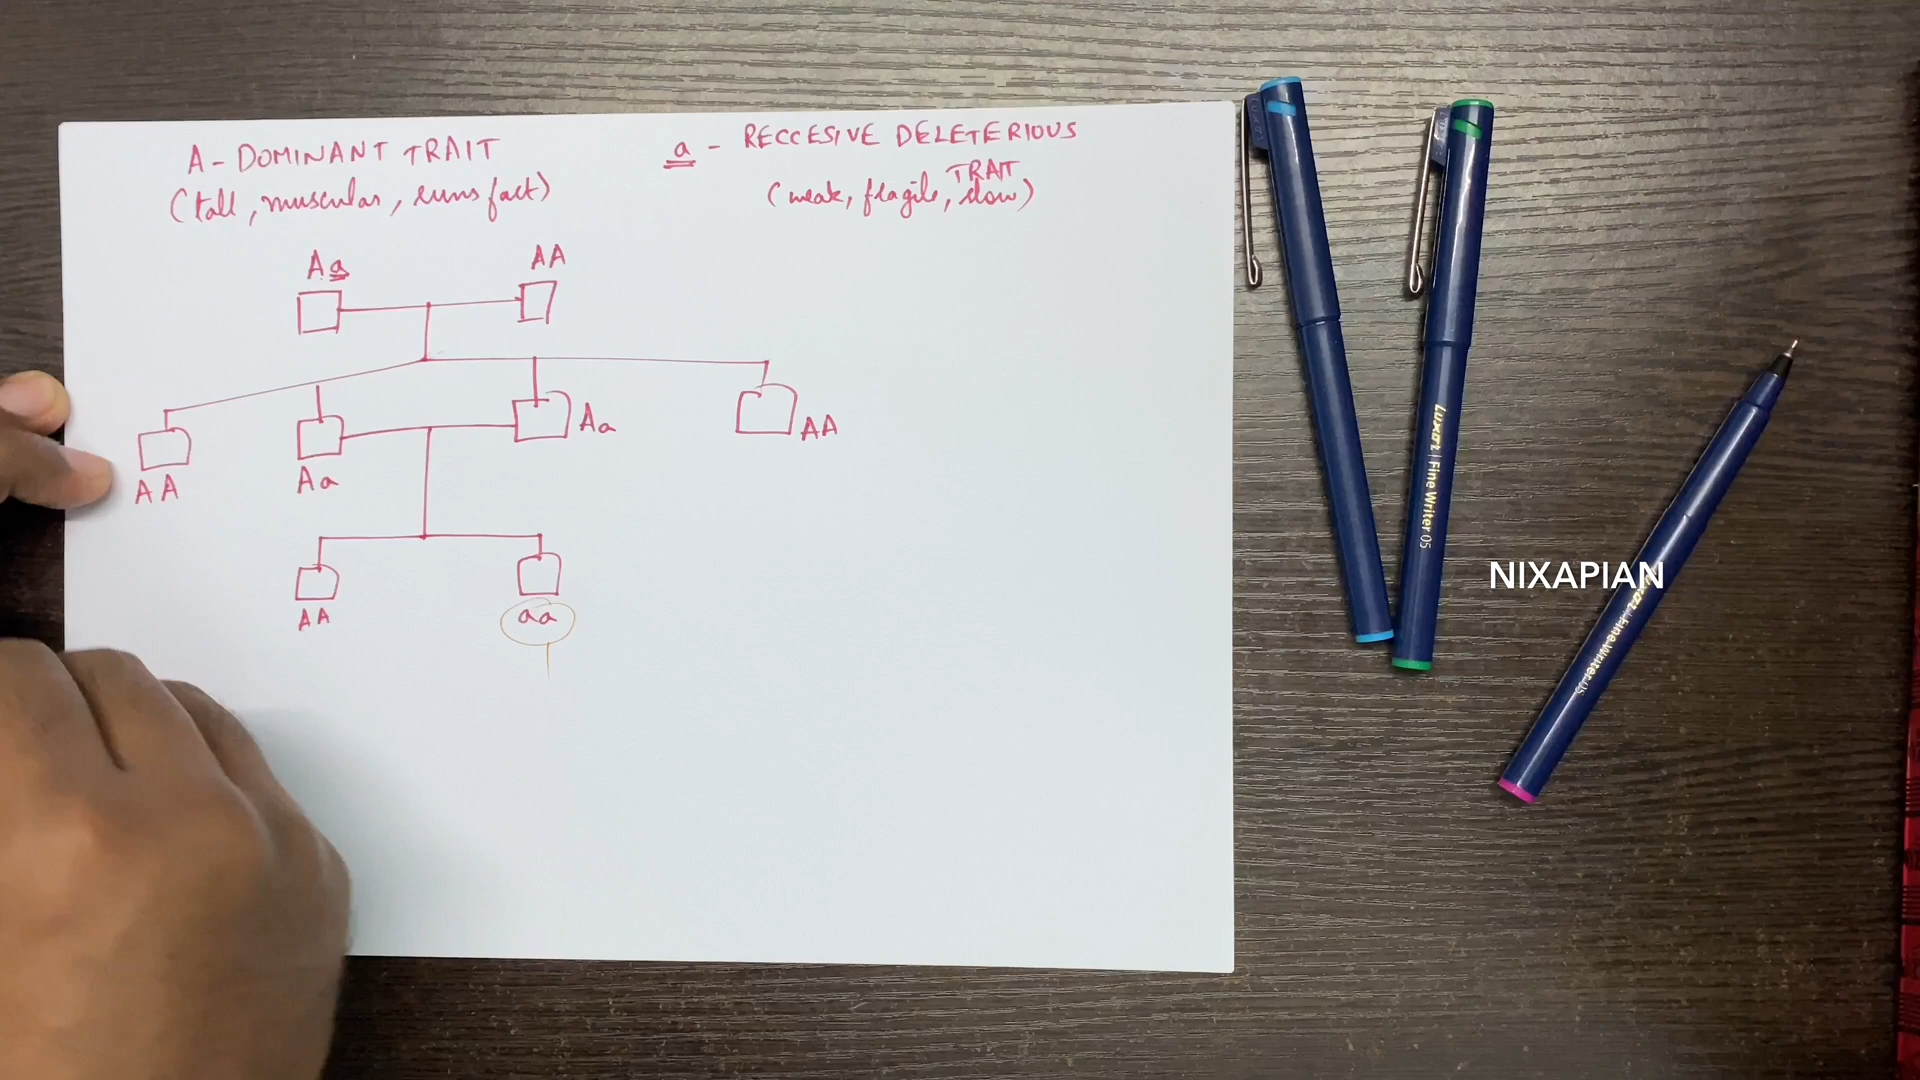 A - DOMINANT TRAIT
(tall, muscular, runs fact)
a - RECCESIVE DELETERIOUS
TRAIT
(weak, fragile, slow)
Aa
AA
AA
Aa
Aa
AA
AA
aa
Luxor | Fine Writer 05
NIXAPIAN
Luxor | Fine Writer 05